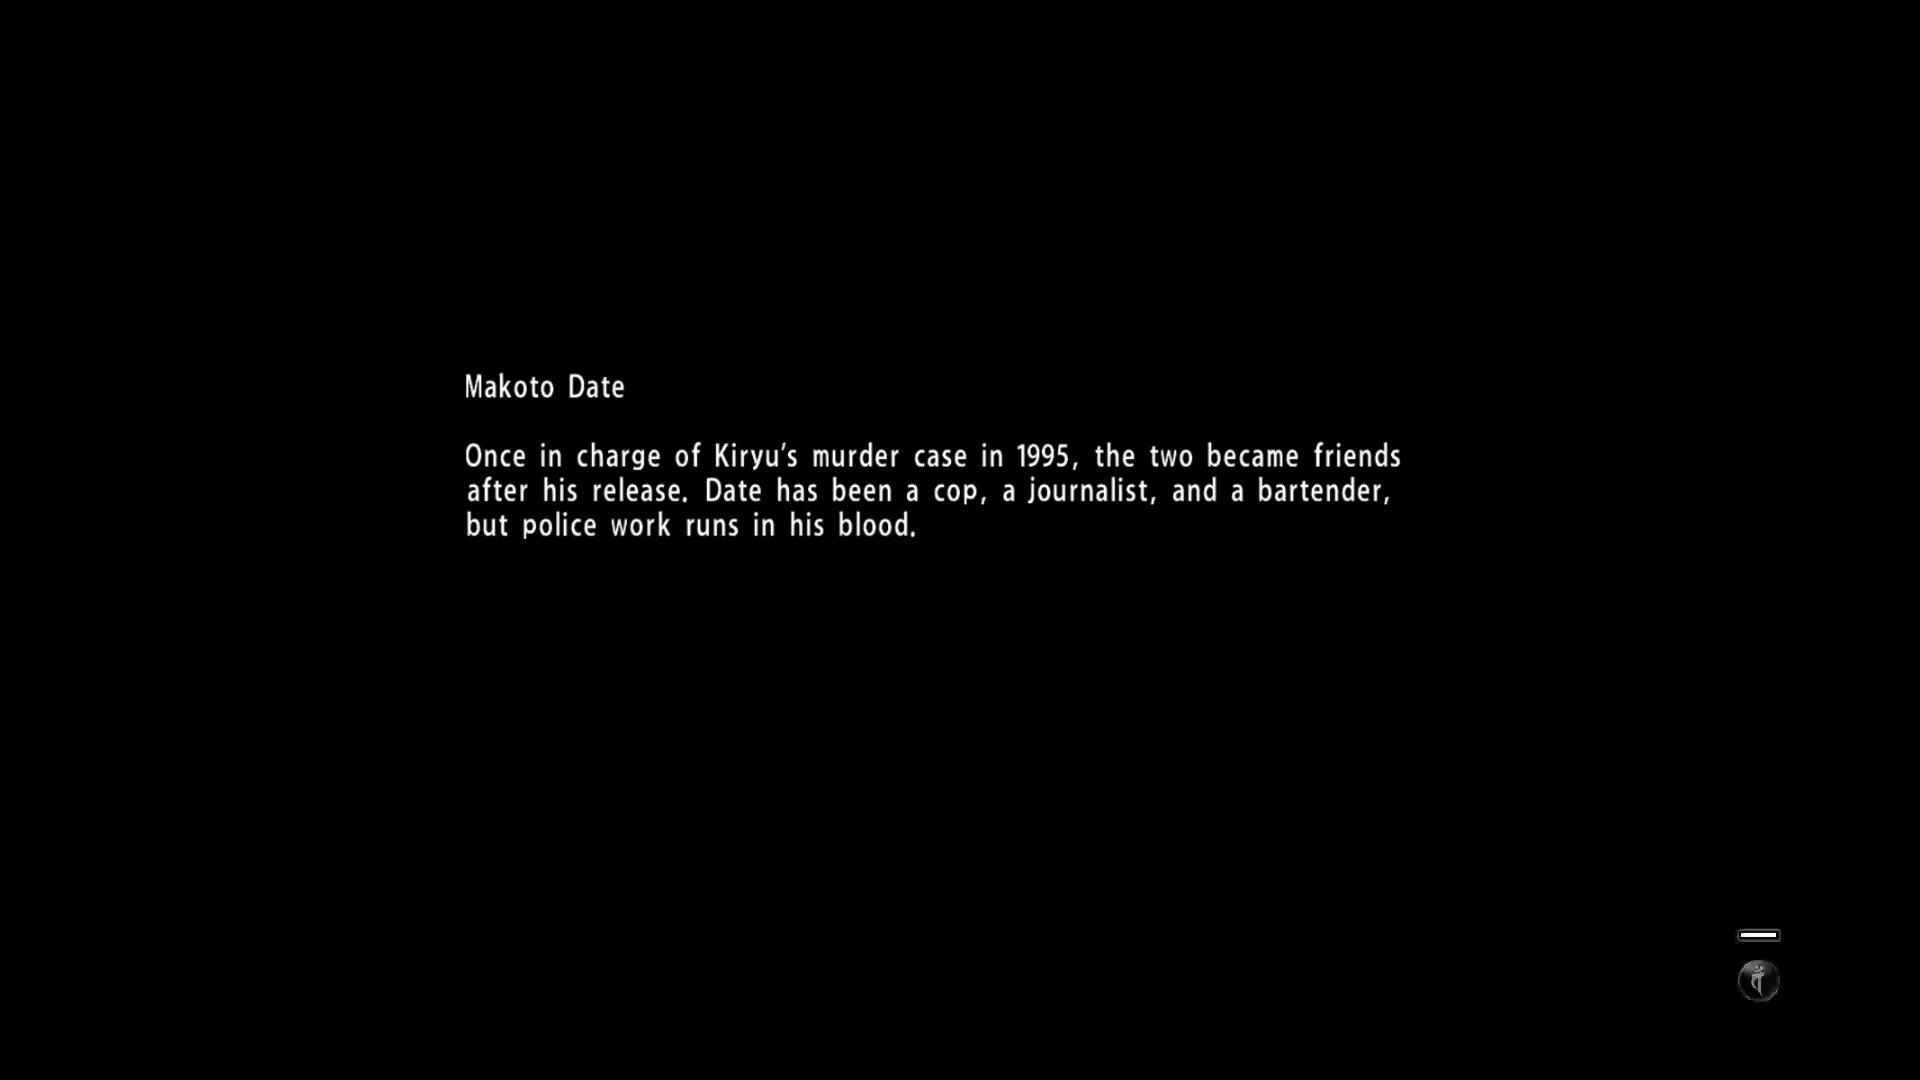 Makoto Date
Once in charge of Kiryu's murder case in 1995, the two became friends
after his release. Date has been a cop, a journalist, and a bartender,
but police work runs in his blood.